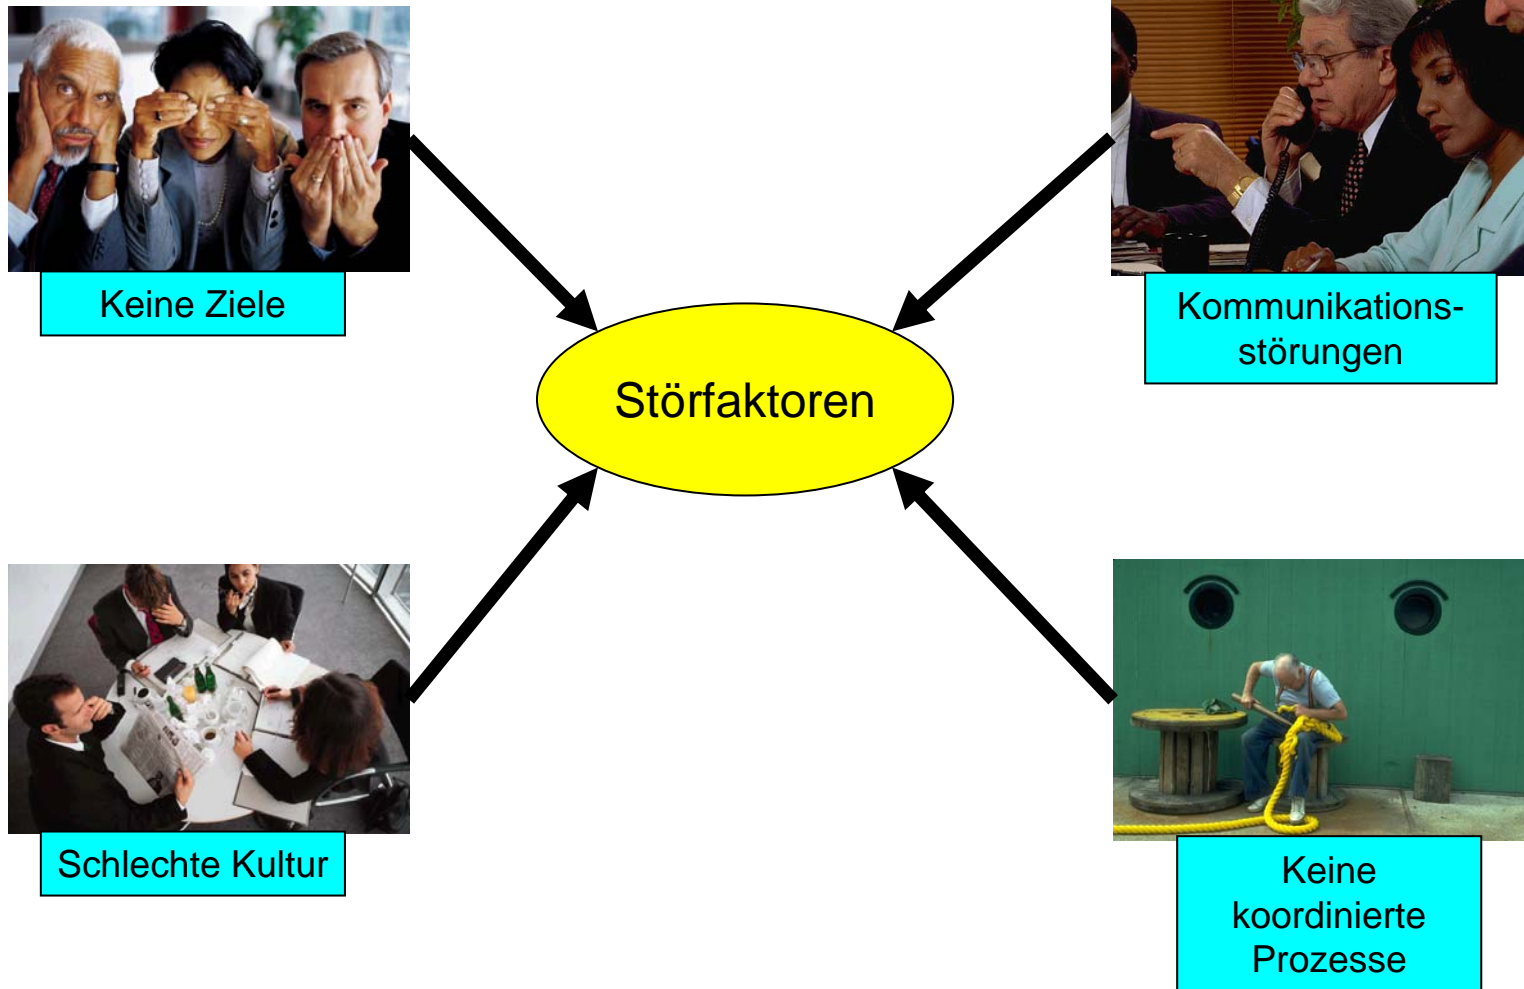 Keine Ziele
Kommunikations-
störungen
Störfaktoren
Schlechte Kultur
Keine
koordinierte
Prozesse